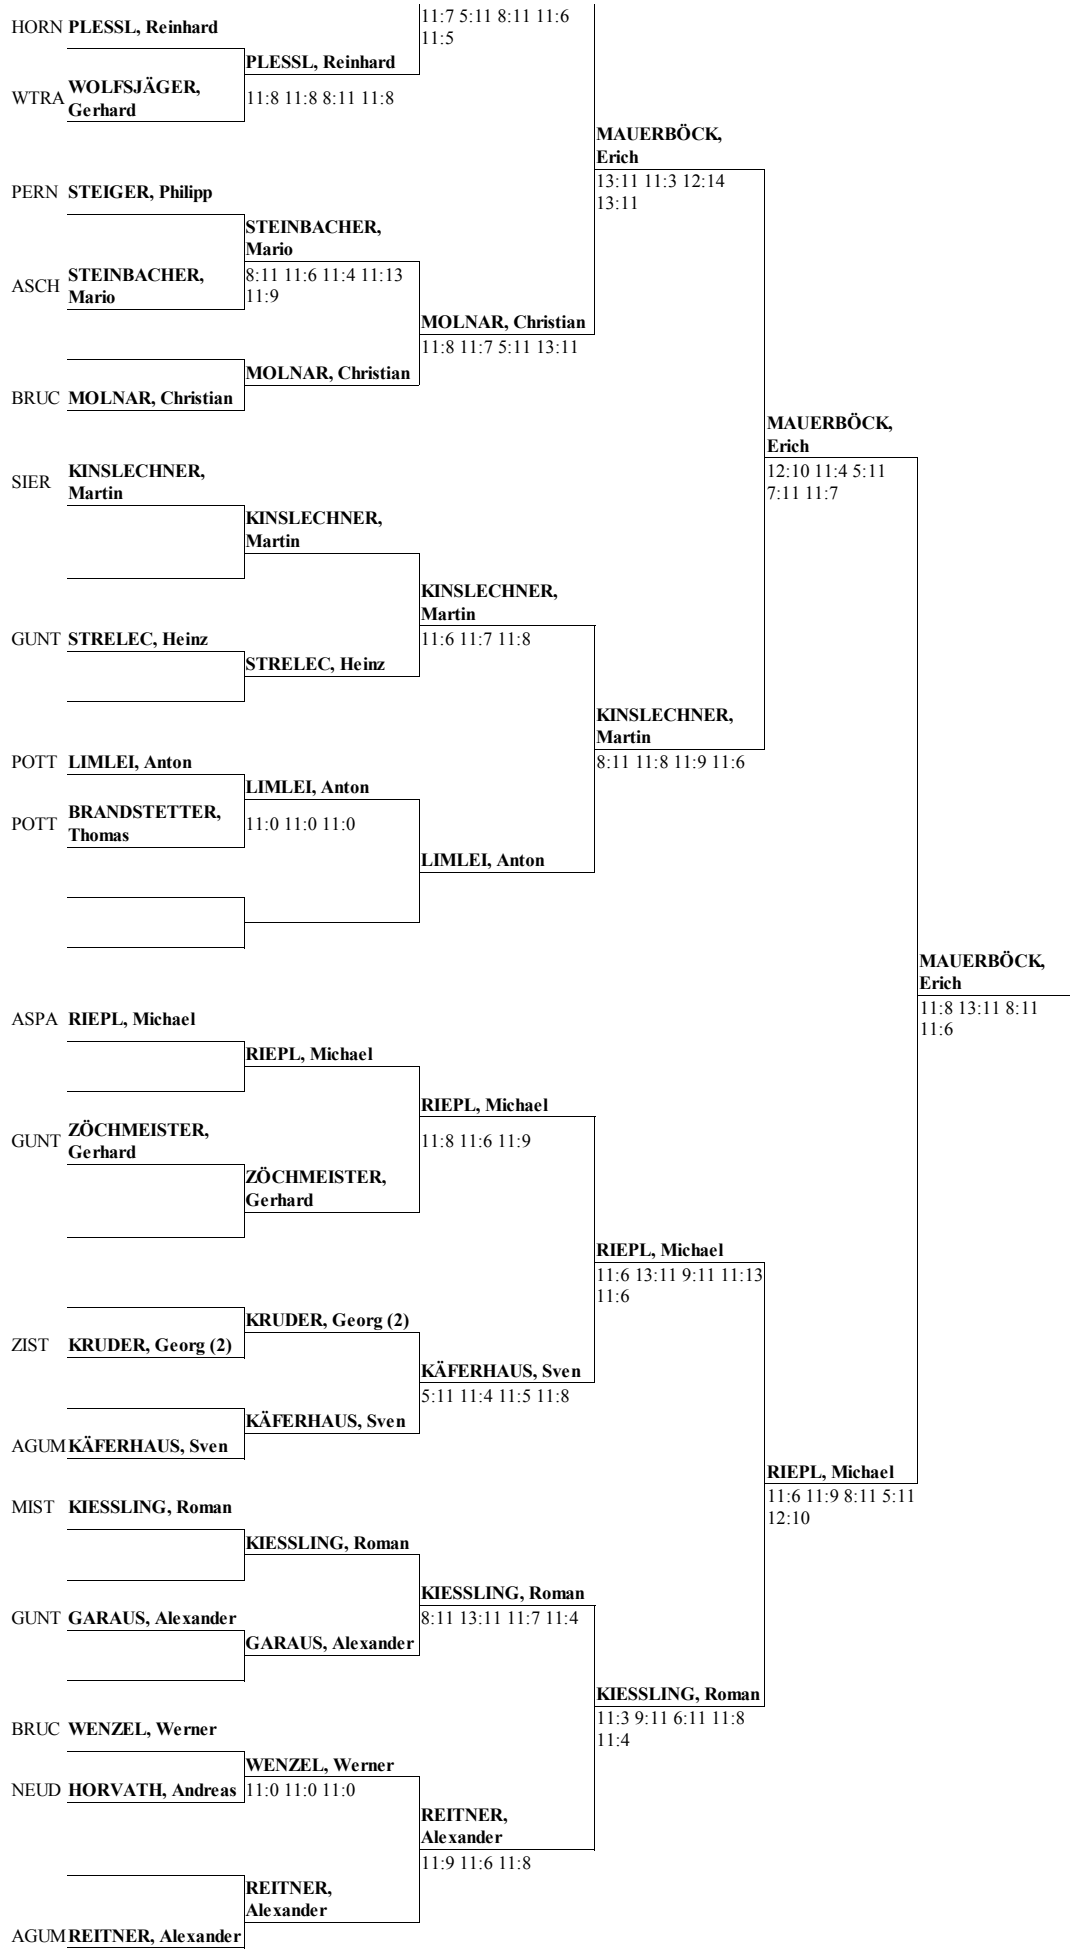 11:7 5:11 8:11 11:6
11:5
HORN PLESSL, Reinhard
PLESSL, Reinhard
WTRA WOLFSJÄGER,
Gerhard
11:8 11:8 8:11 11:8
MAUERBÖCK,
Erich
13:11 11:3 12:14
13:11
PERN STEIGER, Philipp
STEINBACHER,
Mario
8:11 11:6 11:4 11:13
11:9
ASCH STEINBACHER,
Mario
MOLNAR, Christian
11:8 11:7 5:11 13:11
MOLNAR, Christian
BRUC MOLNAR, Christian
MAUERBÖCK,
Erich
12:10 11:4 5:11
7:11 11:7
SIER KINSLECHNER,
Martin
KINSLECHNER,
Martin
KINSLECHNER,
Martin
11:6 11:7 11:8
GUNT STRELEC, Heinz
STRELEC, Heinz
KINSLECHNER,
Martin
8:11 11:8 11:9 11:6
POTT LIMLEI, Anton
LIMLEI, Anton
POTT BRANDSTETTER,
Thomas
11:0 11:0 11:0
LIMLEI, Anton
MAUERBÖCK,
Erich
11:8 13:11 8:11
11:6
ASPA RIEPL, Michael
RIEPL, Michael
RIEPL, Michael
11:8 11:6 11:9
GUNT ZÖCHMEISTER,
Gerhard
ZÖCHMEISTER,
Gerhard
RIEPL, Michael
11:6 13:11 9:11 11:13
11:6
KRUDER, Georg (2)
ZIST KRUDER, Georg (2)
KÄFERHAUS, Sven
5:11 11:4 11:5 11:8
KÄFERHAUS, Sven
AGUM KÄFERHAUS, Sven
RIEPL, Michael
11:6 11:9 8:11 5:11
12:10
MIST KIESSLING, Roman
KIESSLING, Roman
KIESSLING, Roman
8:11 13:11 11:7 11:4
GUNT GARAUS, Alexander
GARAUS, Alexander
KIESSLING, Roman
11:3 9:11 6:11 11:8
11:4
BRUC WENZEL, Werner
WENZEL, Werner
NEUD HORVATH, Andreas
11:0 11:0 11:0
REITNER,
Alexander
11:9 11:6 11:8
REITNER,
Alexander
AGUM REITNER, Alexander